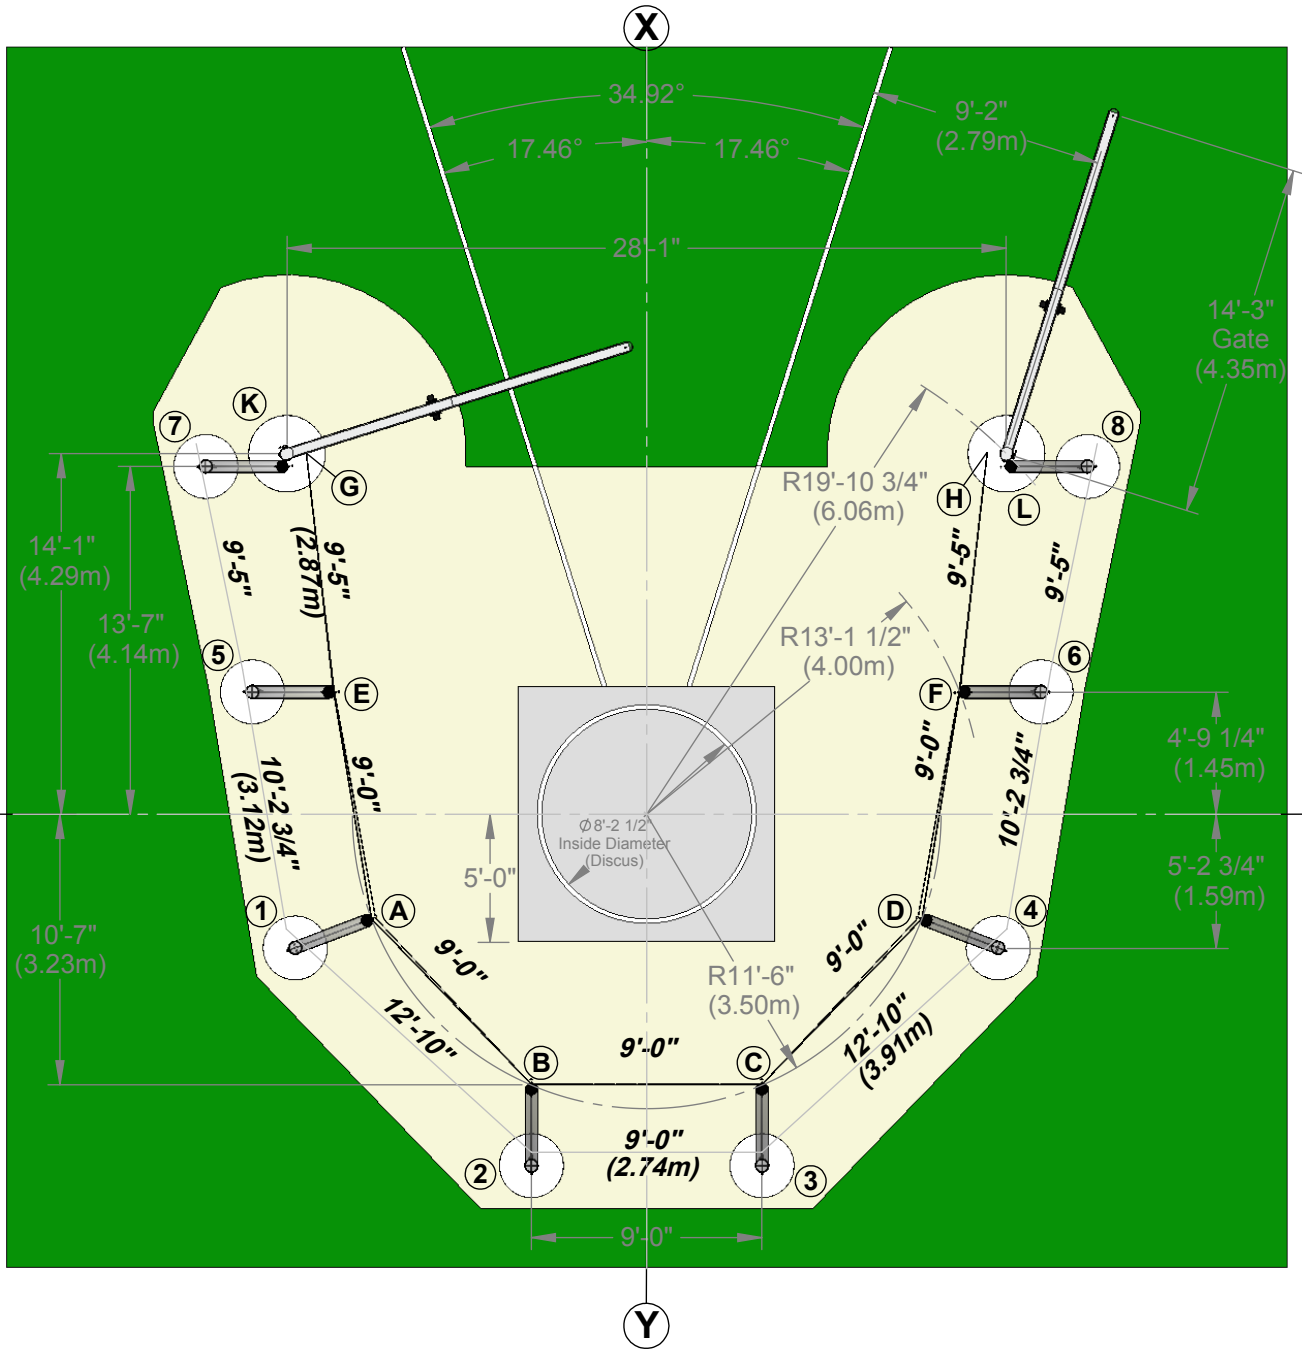 X
34.92°
17.46°
17.46°
9'-2"
(2.79m)
28'-1"
14'-3"
Gate
(4.35m)
K
7
8
G
H
L
R19'-10 3/4"
(6.06m)
14'-1"
(4.29m)
9'-5"
9'-5"
(2.87m)
9'-5"
9'-5"
13'-7"
(4.14m)
R13'-1 1/2"
(4.00m)
5
E
F
6
4'-9 1/4"
(1.45m)
10'-2 3/4"
(3.12m)
9'-0"
9'-0"
10'-2 3/4"
Ø8'-2 1/2"
Inside Diameter
(Discus)
5'-0"
5'-2 3/4"
(1.59m)
1
A
D
4
10'-7"
(3.23m)
9'-0"
9'-0"
R11'-6"
(3.50m)
12'-10"
12'-10"
(3.91m)
B
9'-0"
C
9'-0"
(2.74m)
2
3
9'-0"
Y